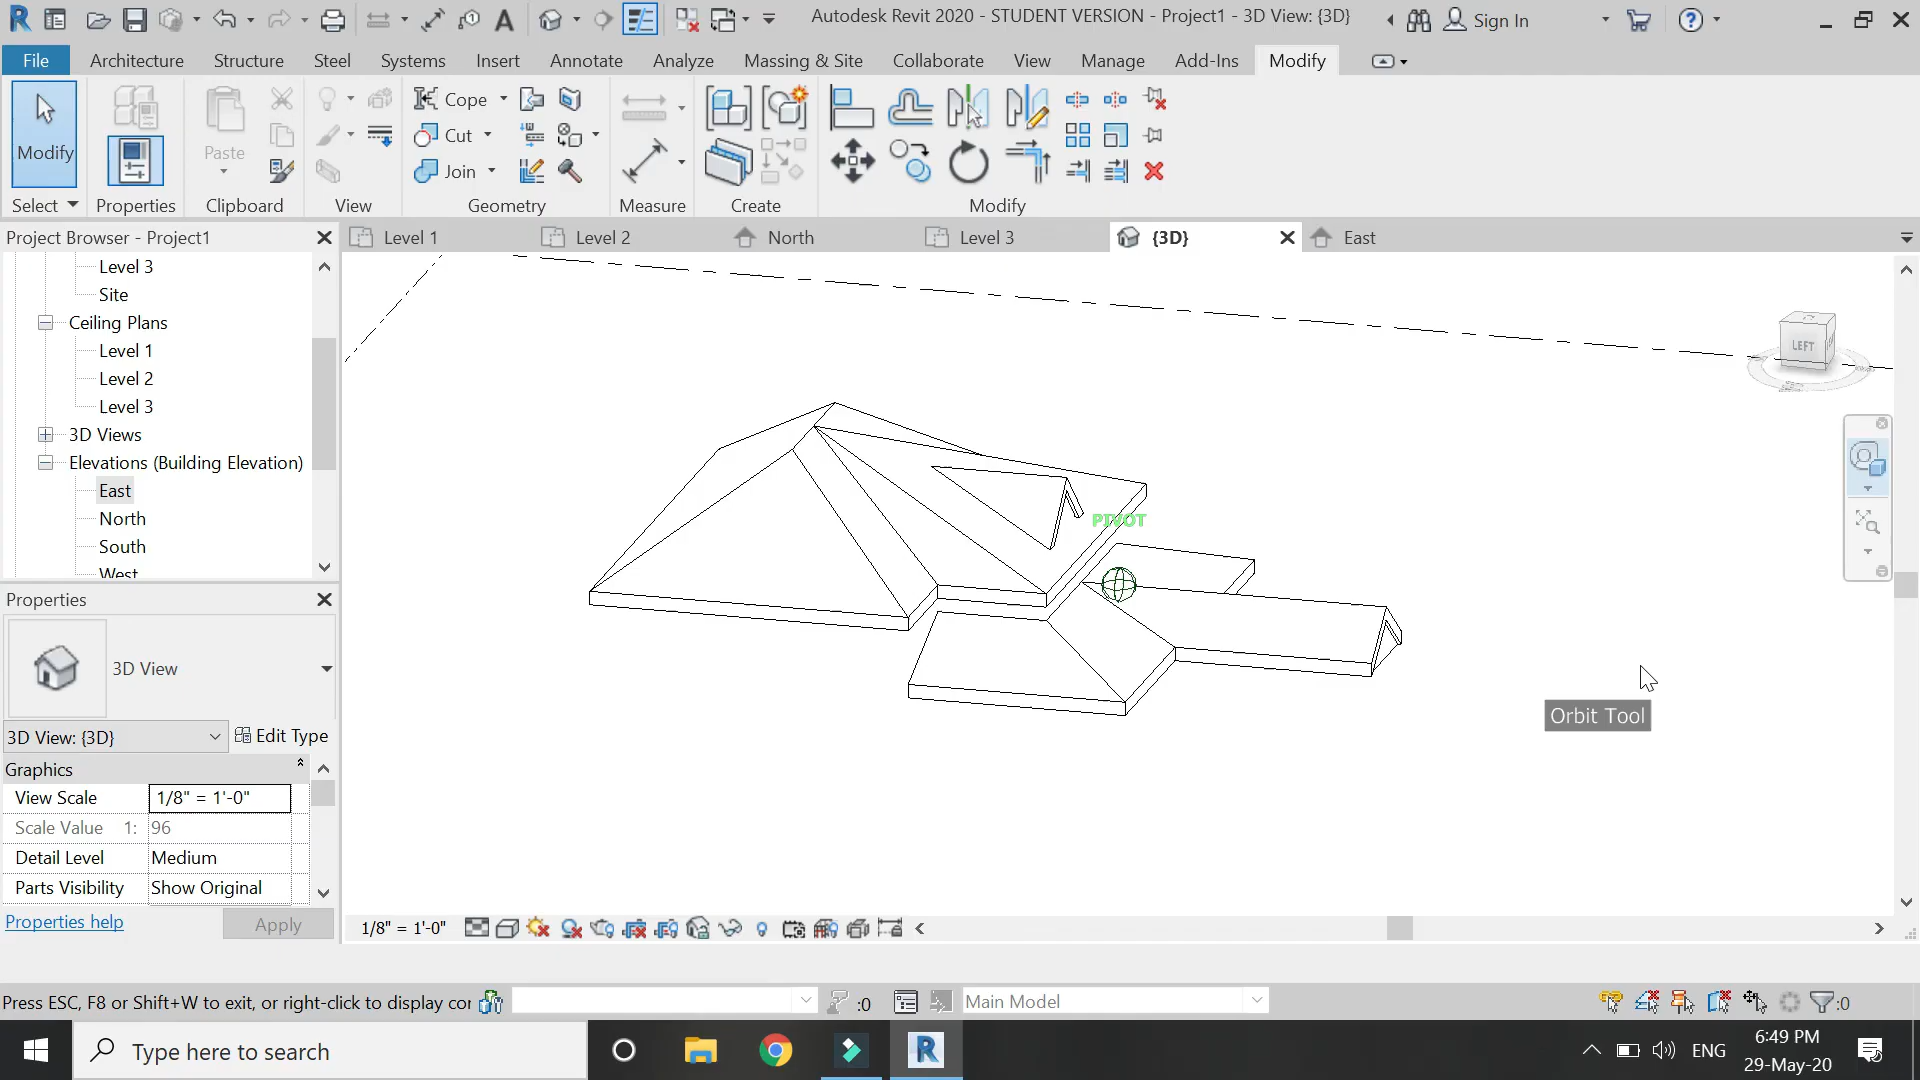 Autodesk Revit 2020 - STUDENT VERSION - Project1 - 3D View: {3D}
Sign In
File Architecture Structure Steel Systems Insert Annotate Analyze Massing & Site Collaborate View Manage Add-Ins Modify
Modify
Paste
Cope
Cut
Join
Select Properties Clipboard View Geometry Measure Create Modify
Project Browser - Project1
Level 1 Level 2 North Level 3 {3D} East
Level 3
Site
Ceiling Plans
Level 1
Level 2
Level 3
3D Views
Elevations (Building Elevation)
East
North
South
West
LEFT
PIVOT
Orbit Tool
Properties
3D View
3D View: {3D}
Edit Type
Graphics
View Scale 1/8" = 1'-0"
Scale Value 1: 96
Detail Level Medium
Parts Visibility Show Original
Properties help
Apply
1/8" = 1'-0"
Press ESC, F8 or Shift+W to exit, or right-click to display cor
:0
Main Model
:0
Type here to search
ENG
6:49 PM
29-May-20